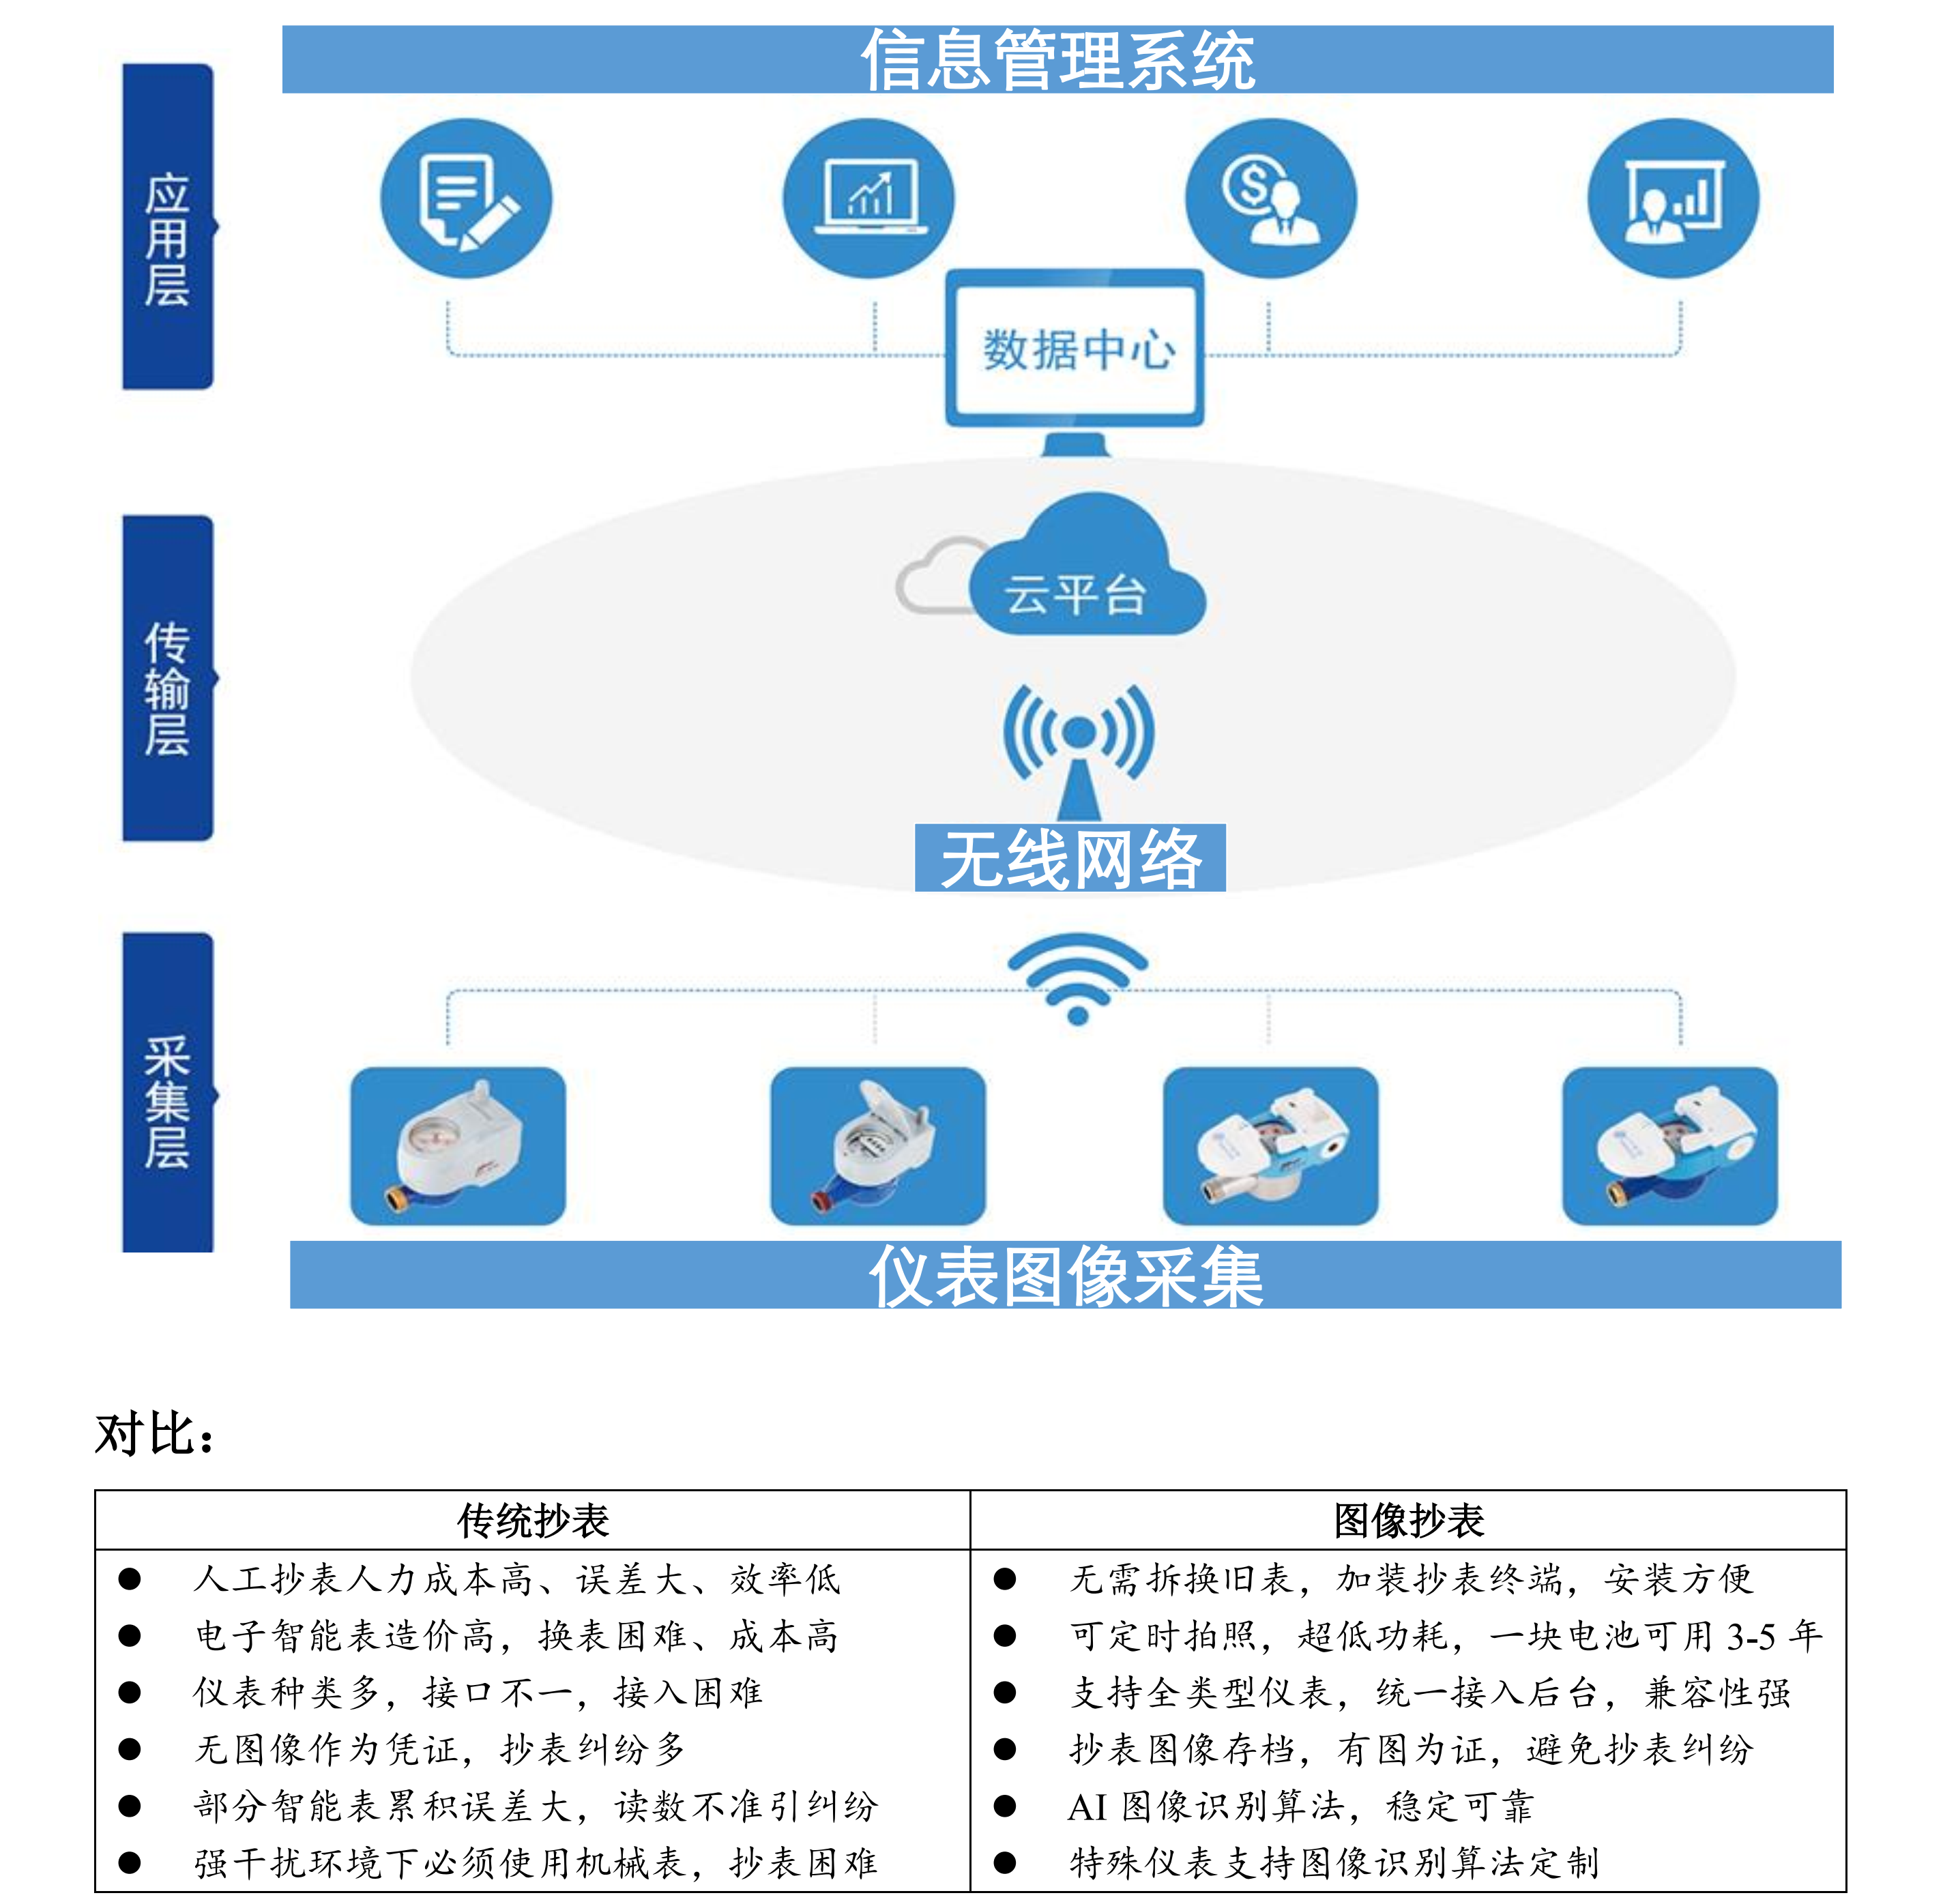 信息管理系统
应用层
数据中心
云平台
传输层
无线网络
采集层
仪表图像采集
对比：
传统抄表
图像抄表
● 人工抄表人力成本高、误差大、效率低
● 电子智能表造价高，换表困难、成本高
● 仪表种类多，接口不一，接入困难
● 无图像作为凭证，抄表纠纷多
● 部分智能表累积误差大，读数不准引纠纷
● 强干扰环境下必须使用机械表，抄表困难
● 无需拆换旧表，加装抄表终端，安装方便
● 可定时拍照，超低功耗，一块电池可用 3-5 年
● 支持全类型仪表，统一接入后台，兼容性强
● 抄表图像存档，有图为证，避免抄表纠纷
● AI 图像识别算法，稳定可靠
● 特殊仪表支持图像识别算法定制